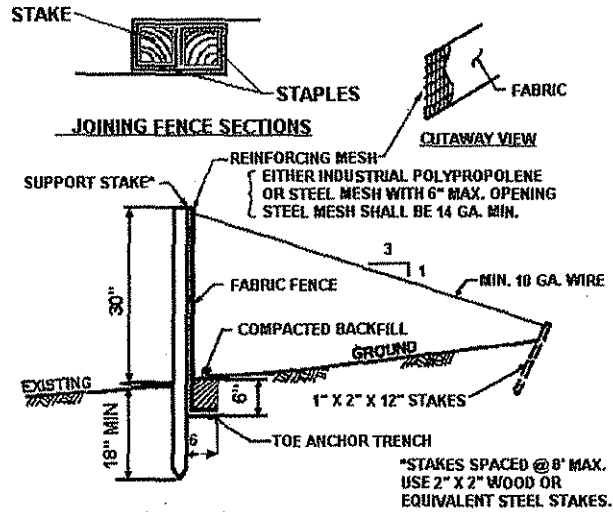 STAKE
STAPLES
FABRIC
JOINING FENCE SECTIONS
CUTAWAY VIEW
REINFORCING MESH
EITHER INDUSTRIAL POLYPROPOLENE
OR STEEL MESH WITH 6" MAX. OPENING
STEEL MESH SHALL BE 14 GA. MIN.
SUPPORT STAKE*
3
1
MIN. 10 GA. WIRE
30"
FABRIC FENCE
COMPACTED BACKFILL
GROUND
EXISTING
6"
1" X 2" X 12" STAKES
18" MIN
6
TOE ANCHOR TRENCH
*STAKES SPACED @ 8' MAX.
USE 2" X 2" WOOD OR
EQUIVALENT STEEL STAKES.